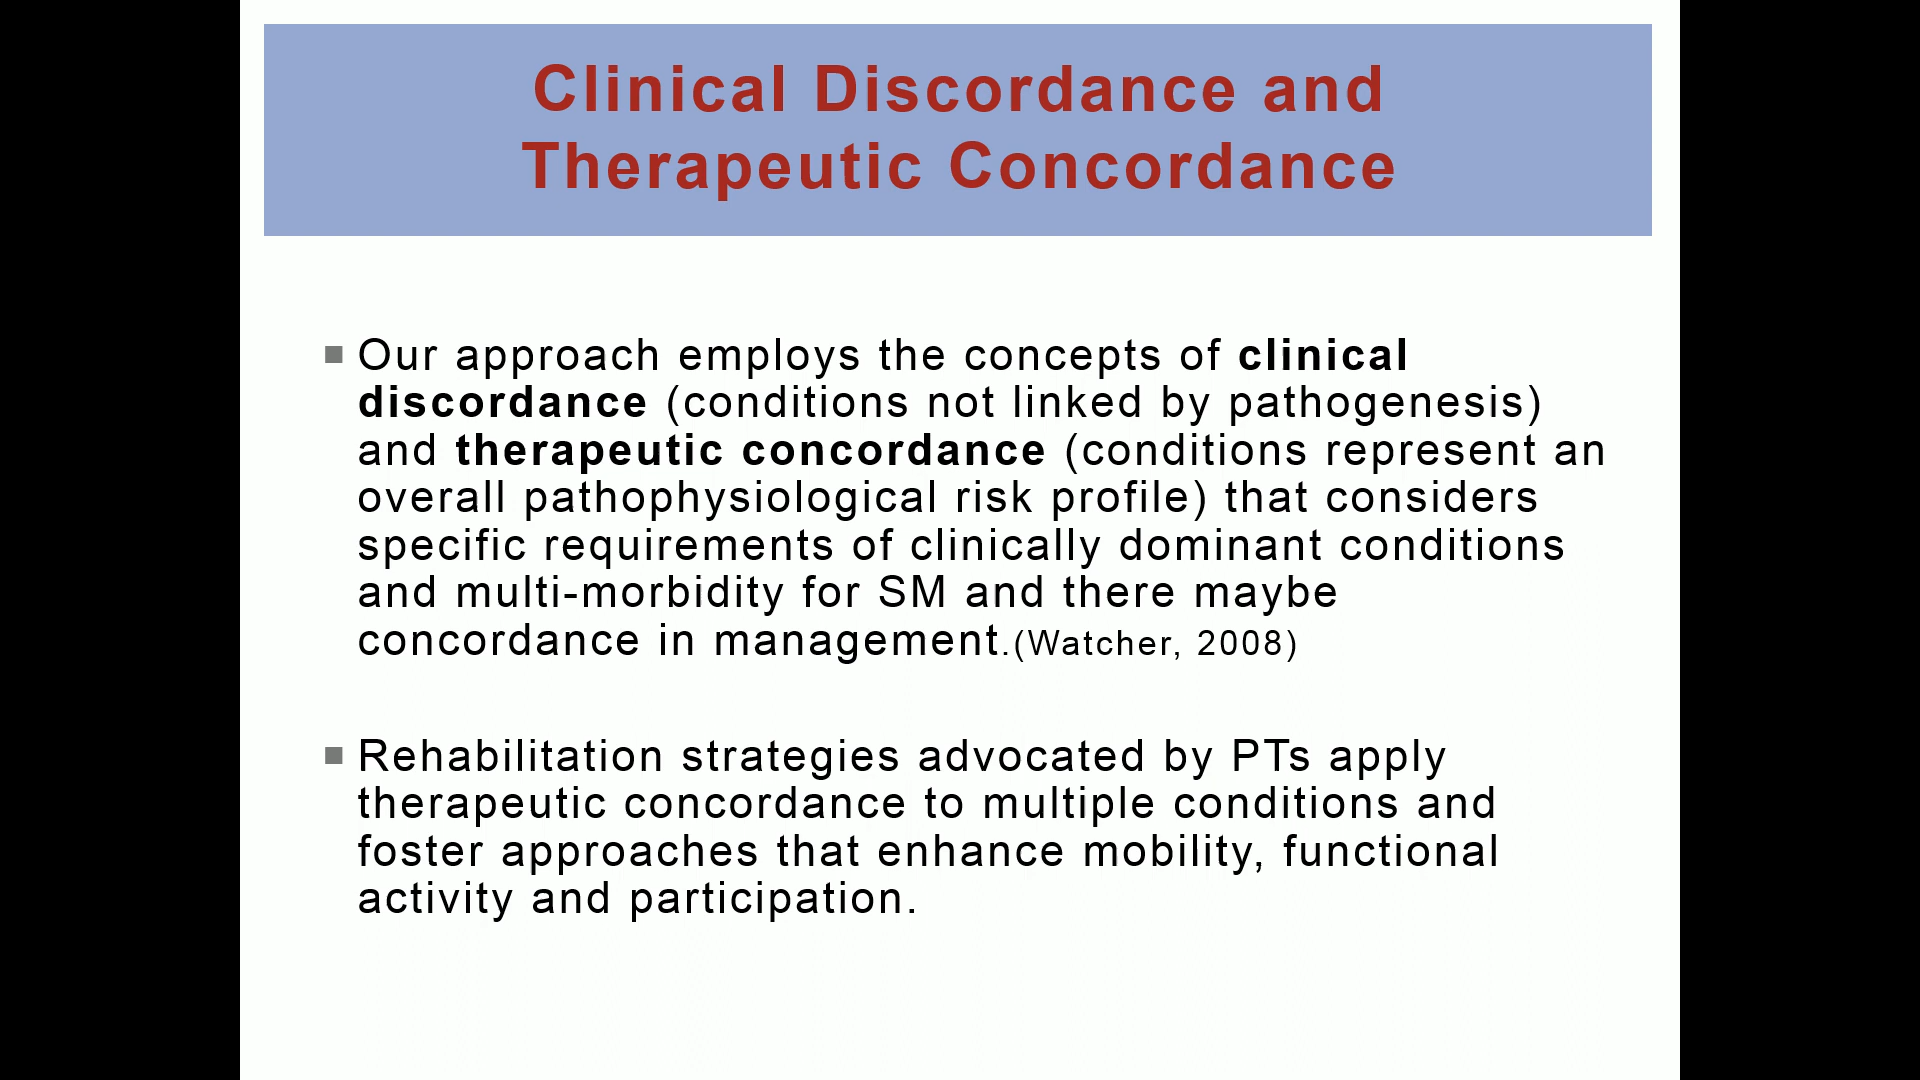 Clinical Discordance and
Therapeutic Concordance
Our approach employs the concepts of clinical
discordance (conditions not linked by pathogenesis)
and therapeutic concordance (conditions represent an
overall pathophysiological risk profile) that considers
specific requirements of clinically dominant conditions
and multi-morbidity for SM and there maybe
concordance in management.(Watcher, 2008)
Rehabilitation strategies advocated by PTs apply
therapeutic concordance to multiple conditions and
foster approaches that enhance mobility, functional
activity and participation.